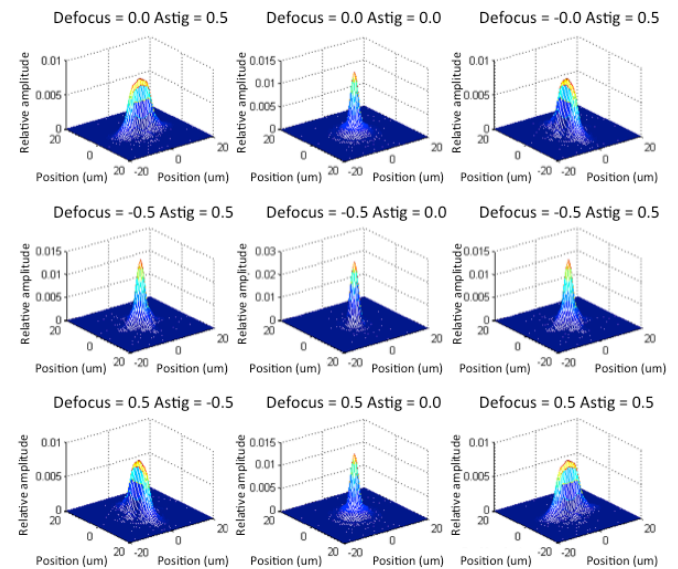 Defocus = 0.0 Astig = 0.5
Defocus = 0.0 Astig = 0.0
Defocus = -0.0 Astig = 0.5
Relative amplitude
0.01
0.005
0
20
0
20
-20
0
20
Position (um)
Position (um)
Relative amplitude
0.015
0.01
0.005
0
20
0
20
-20
0
20
Position (um)
Position (um)
Relative amplitude
0.01
0.005
0
20
0
20
-20
0
20
Position (um)
Position (um)
Defocus = -0.5 Astig = 0.5
Defocus = -0.5 Astig = 0.0
Defocus = -0.5 Astig = 0.5
Relative amplitude
0.015
0.01
0.005
0
20
0
20
-20
0
20
Position (um)
Position (um)
Relative amplitude
0.03
0.02
0.01
0
20
0
20
-20
0
20
Position (um)
Position (um)
Relative amplitude
0.015
0.01
0.005
0
20
0
20
-20
0
20
Position (um)
Position (um)
Defocus = 0.5 Astig = -0.5
Defocus = 0.5 Astig = 0.0
Defocus = 0.5 Astig = 0.5
Relative amplitude
0.01
0.005
0
20
0
20
-20
0
20
Position (um)
Position (um)
Relative amplitude
0.015
0.01
0.005
0
20
0
20
-20
0
20
Position (um)
Position (um)
Relative amplitude
0.01
0.005
0
20
0
20
-20
0
20
Position (um)
Position (um)